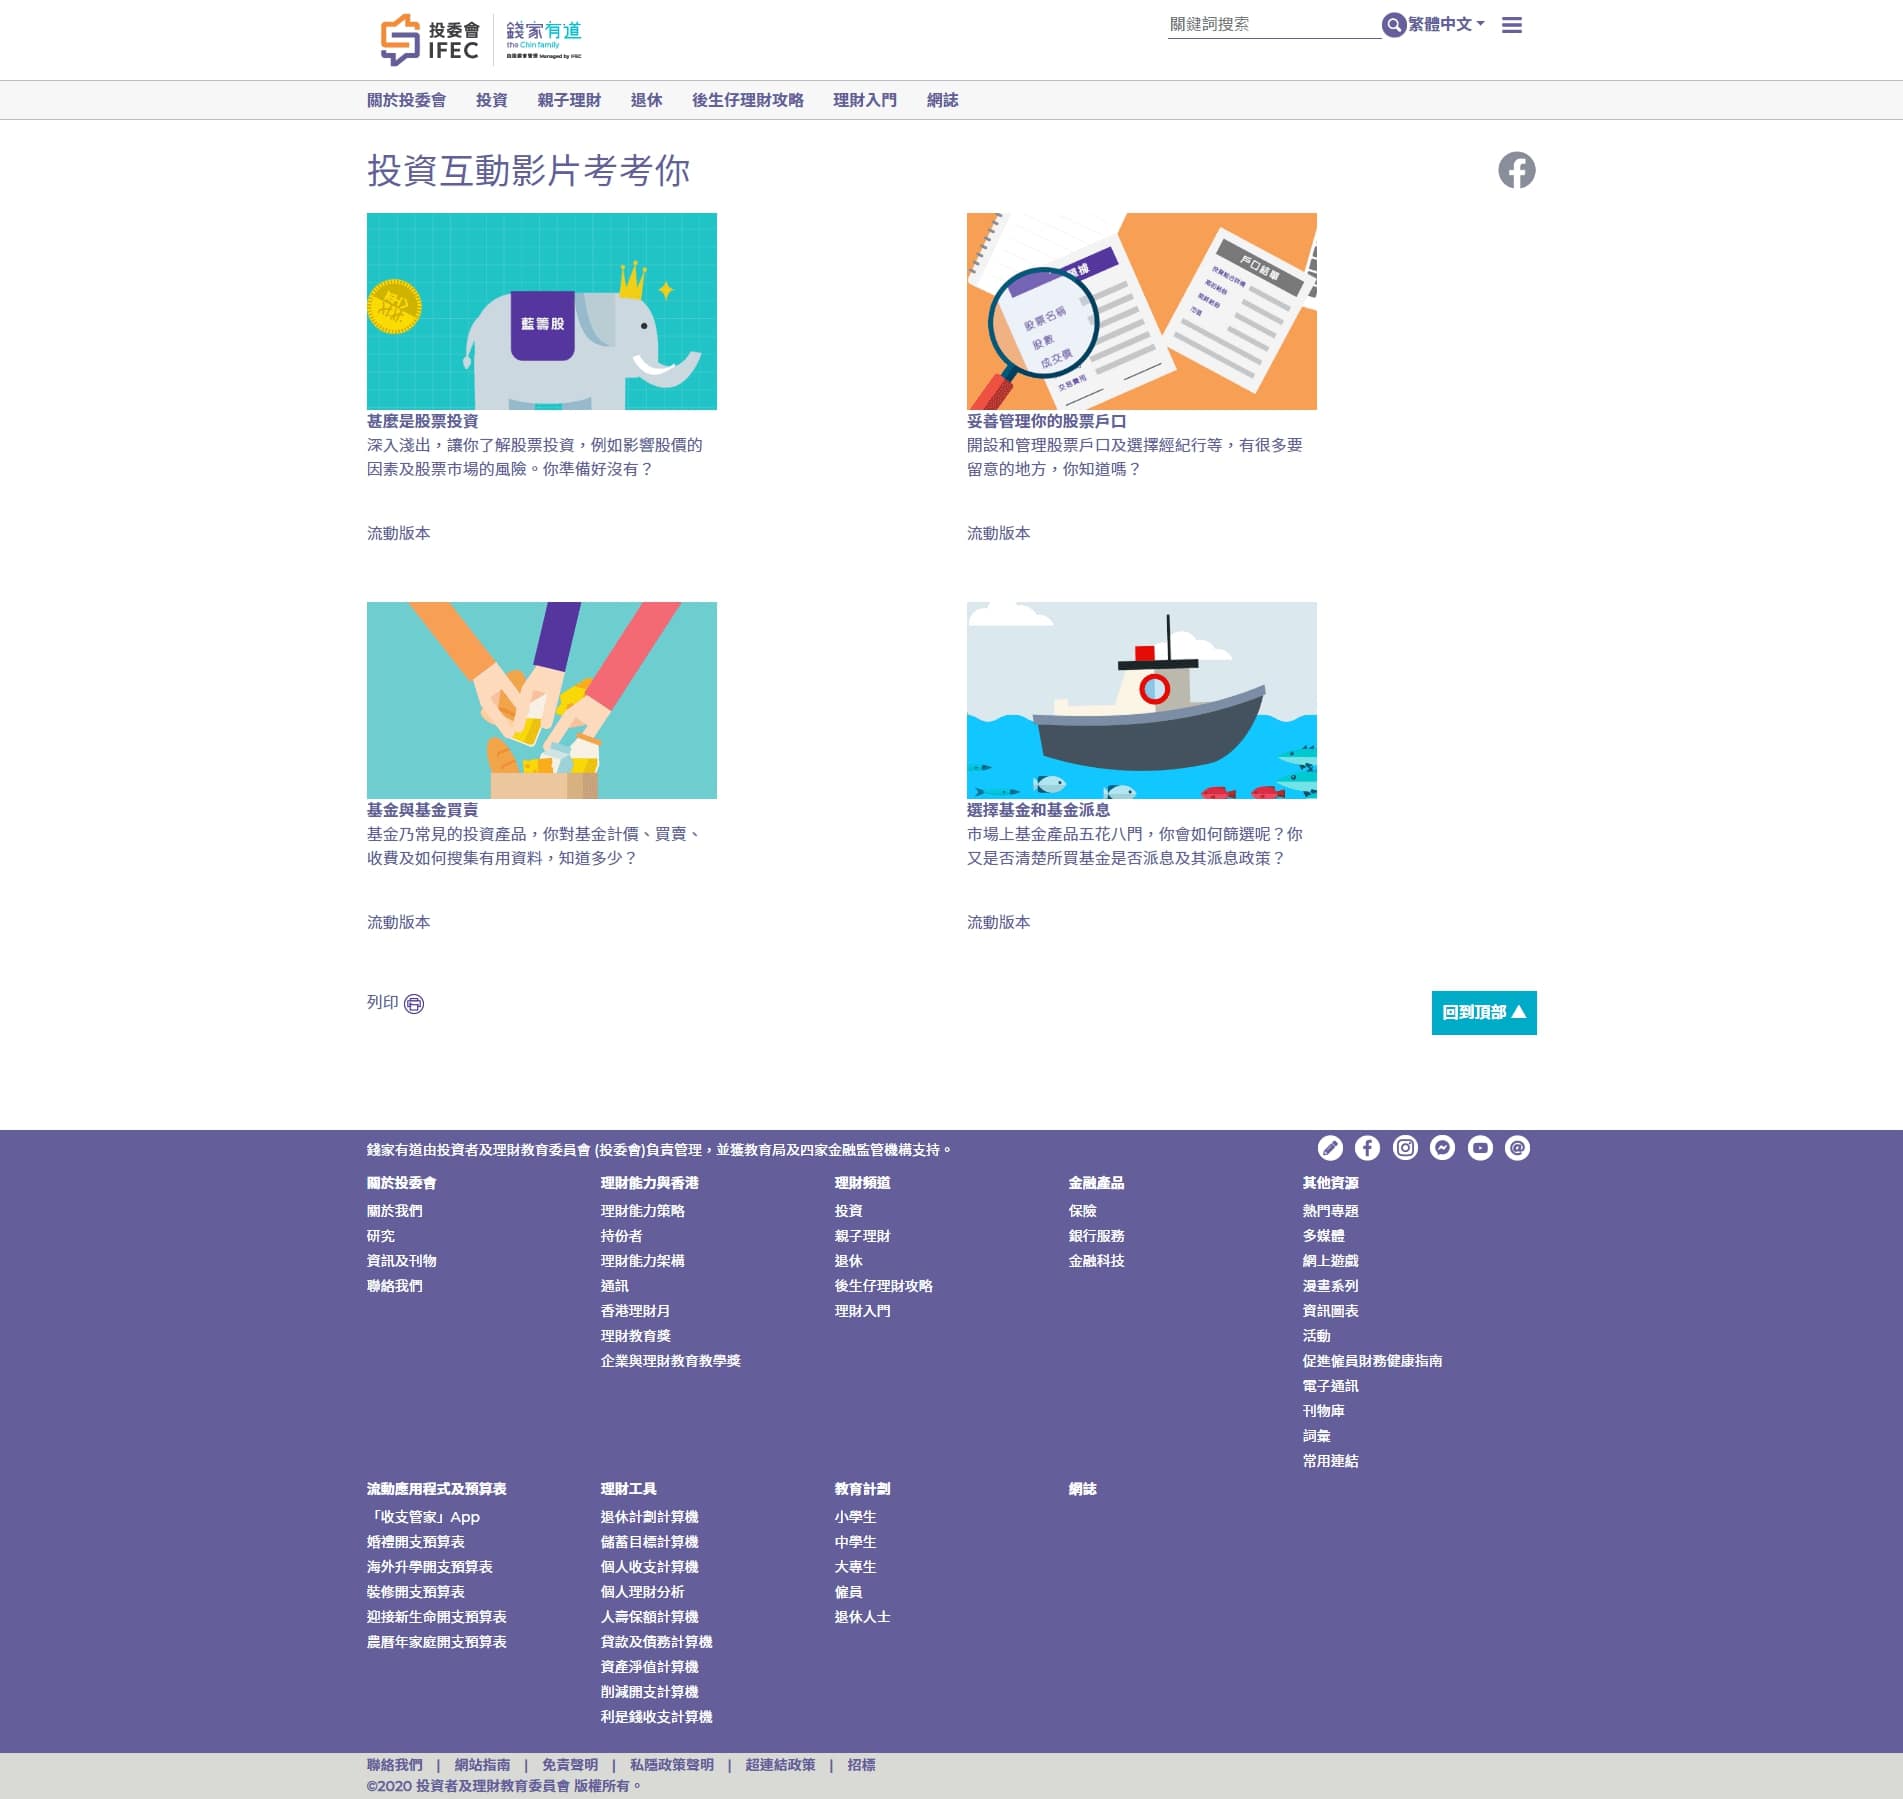 投委會
IFEC
錢家有道
the Chin family
由投委會管理 Managed by IFEC
關鍵詞搜索
繁體中文
關於投委會 投資 親子理財 退休 後生仔理財攻略 理財入門 網誌
投資互動影片考考你
藍籌股
單據
股票名稱
股數
成交價
交易費用
戶口結單
市值
甚麼是股票投資
深入淺出，讓你了解股票投資，例如影響股價的
因素及股票市場的風險。你準備好沒有？
流動版本
妥善管理你的股票戶口
開設和管理股票戶口及選擇經紀行等，有很多要
留意的地方，你知道嗎？
流動版本
基金與基金買賣
基金乃常見的投資產品，你對基金計價、買賣、
收費及如何搜集有用資料，知道多少？
流動版本
選擇基金和基金派息
市場上基金產品五花八門，你會如何篩選呢？你
又是否清楚所買基金是否派息及其派息政策？
流動版本
列印
回到頂部 ▲
錢家有道由投資者及理財教育委員會 (投委會)負責管理，並獲教育局及四家金融監管機構支持。
關於投委會
關於我們
研究
資訊及刊物
聯絡我們
理財能力與香港
理財能力策略
持份者
理財能力架構
通訊
香港理財月
理財教育獎
企業與理財教育教學獎
理財頻道
投資
親子理財
退休
後生仔理財攻略
理財入門
金融產品
保險
銀行服務
金融科技
其他資源
熱門專題
多媒體
網上遊戲
漫畫系列
資訊圖表
活動
促進僱員財務健康指南
電子通訊
刊物庫
詞彙
常用連結
流動應用程式及預算表
「收支管家」App
婚禮開支預算表
海外升學開支預算表
裝修開支預算表
迎接新生命開支預算表
農曆年家庭開支預算表
理財工具
退休計劃計算機
儲蓄目標計算機
個人收支計算機
個人理財分析
人壽保額計算機
貸款及債務計算機
資產淨值計算機
削減開支計算機
利是錢收支計算機
教育計劃
小學生
中學生
大專生
僱員
退休人士
網誌
聯絡我們 | 網站指南 | 免責聲明 | 私隱政策聲明 | 超連結政策 | 招標
©2020 投資者及理財教育委員會 版權所有。